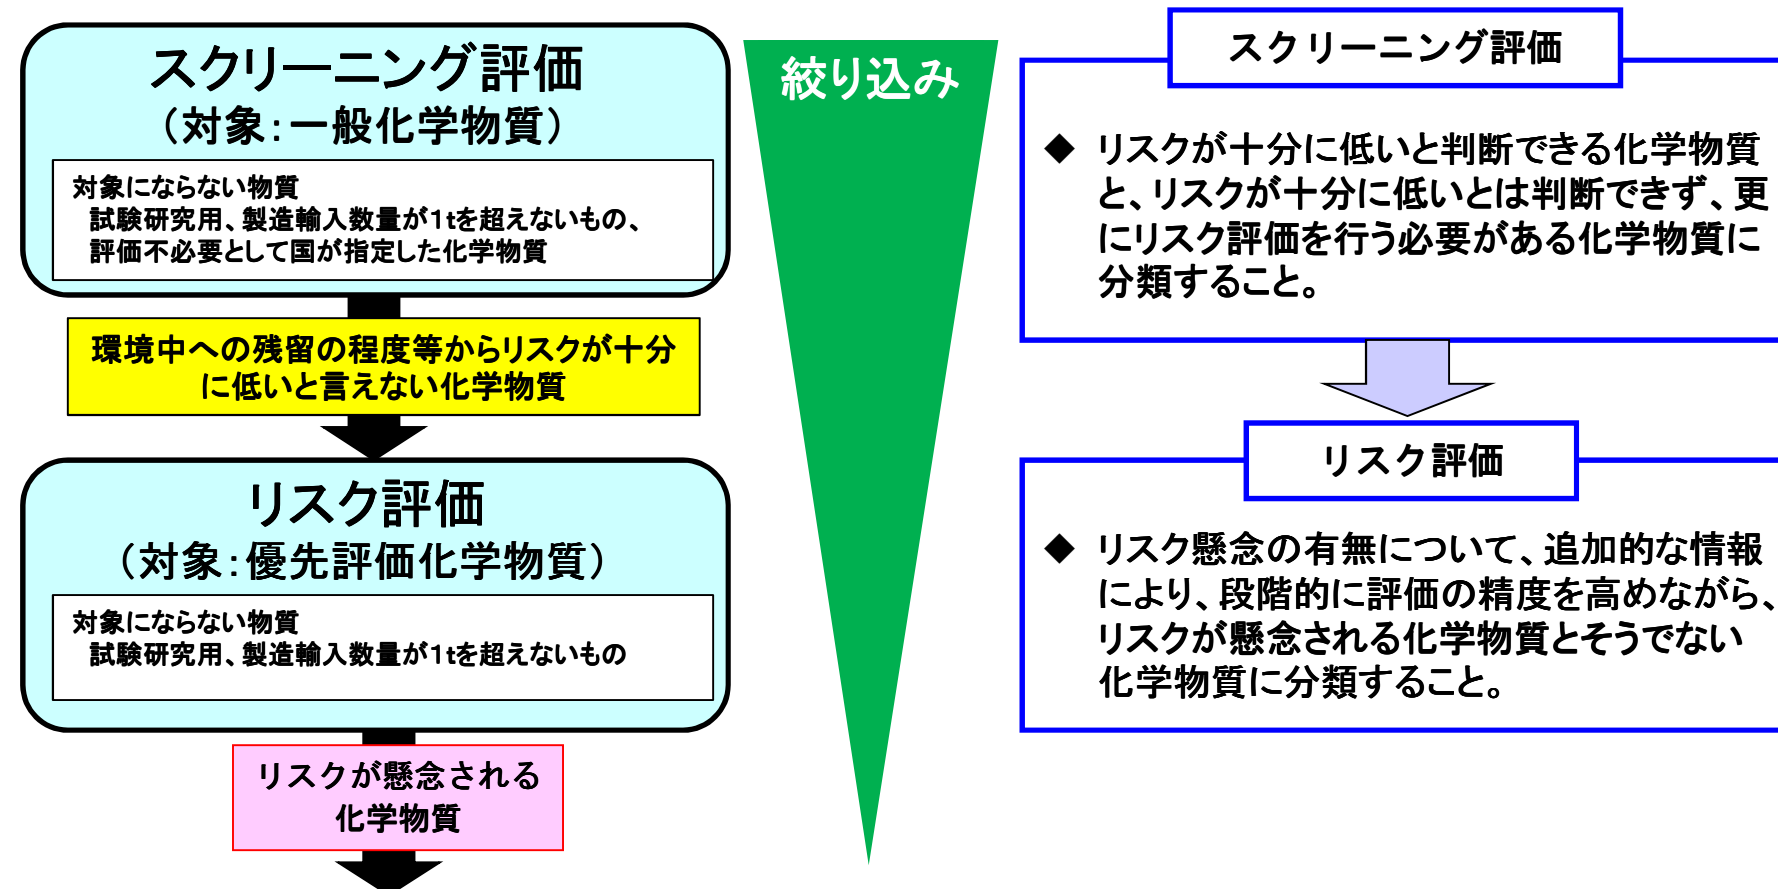 スクリーニング評価
（対象：一般化学物質）
対象にならない物質
試験研究用、製造輸入数量が1tを超えないもの、
評価不必要として国が指定した化学物質
環境中への残留の程度等からリスクが十分
に低いと言えない化学物質
リスク評価
（対象：優先評価化学物質）
対象にならない物質
試験研究用、製造輸入数量が1tを超えないもの
リスクが懸念される
化学物質
絞り込み
スクリーニング評価
◆ リスクが十分に低いと判断できる化学物質
と、リスクが十分に低いとは判断できず、更
にリスク評価を行う必要がある化学物質に
分類すること。
リスク評価
◆ リスク懸念の有無について、追加的な情報
により、段階的に評価の精度を高めながら、
リスクが懸念される化学物質とそうでない
化学物質に分類すること。